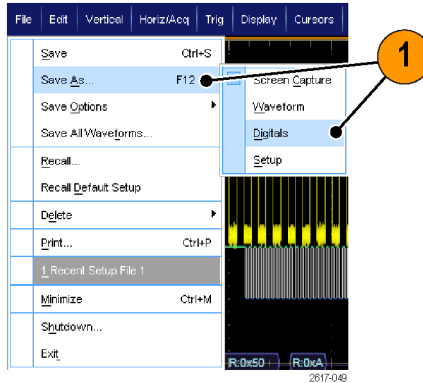 File Edit Vertical Horiz/Acq Trig Display Cursors
Save Ctrl+S
Save As... F12
Save Options
Save All Waveforms...
Recall...
Recall Default Setup
Delete
Print... Ctrl+P
1 Recent Setup File 1
Minimize Ctrl+M
Shutdown...
Exit
Screen Capture
Waveform
Digitals
Setup
1
R:0x50 R:0xA
2617-049